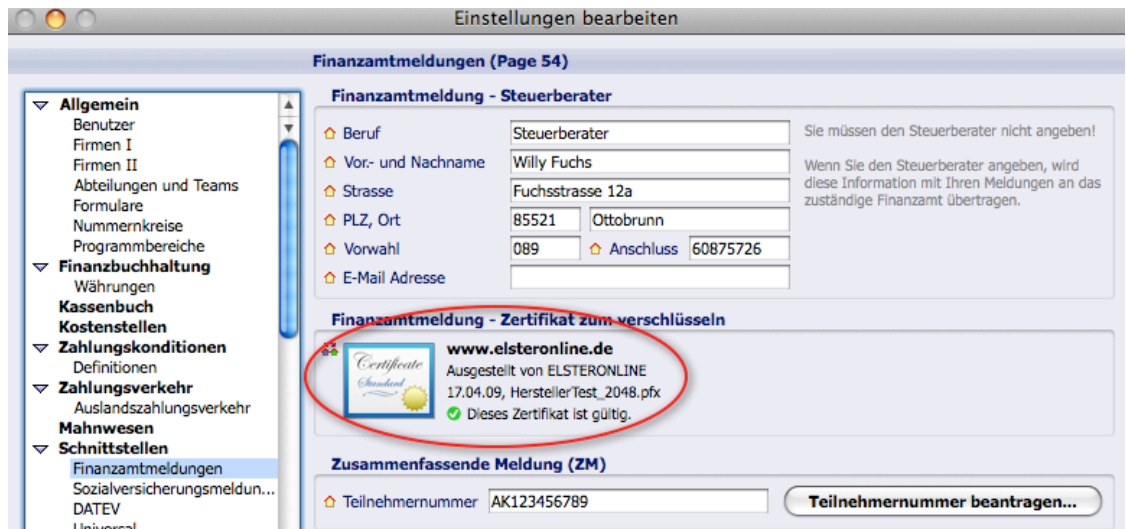 Einstellungen bearbeiten
Finanzamtmeldungen (Page 54)
Allgemein
Benutzer
Firmen I
Firmen II
Abteilungen und Teams
Formulare
Nummernkreise
Programmbereiche
Finanzbuchhaltung
Währungen
Kassenbuch
Kostenstellen
Zahlungskonditionen
Definitionen
Zahlungsverkehr
Auslandszahlungsverkehr
Mahnwesen
Schnittstellen
Finanzamtmeldungen
Sozialversicherungsmeldun...
DATEV
Universal
Finanzamtmeldung - Steuerberater
Beruf Steuerberater
Vor.- und Nachname Willy Fuchs
Strasse Fuchsstrasse 12a
PLZ, Ort 85521 Ottobrunn
Vorwahl 089 Anschluss 60875726
E-Mail Adresse
Sie müssen den Steuerberater nicht angeben!
Wenn Sie den Steuerberater angeben, wird
diese Information mit Ihren Meldungen an das
zuständige Finanzamt übertragen.
Finanzamtmeldung - Zertifikat zum verschlüsseln
Certificate
Standard
www.elsteronline.de
Ausgestellt von ELSTERONLINE
17.04.09, HerstellerTest_2048.pfx
Dieses Zertifikat ist gültig.
Zusammenfassende Meldung (ZM)
Teilnehmernummer AK123456789 Teilnehmernummer beantragen...